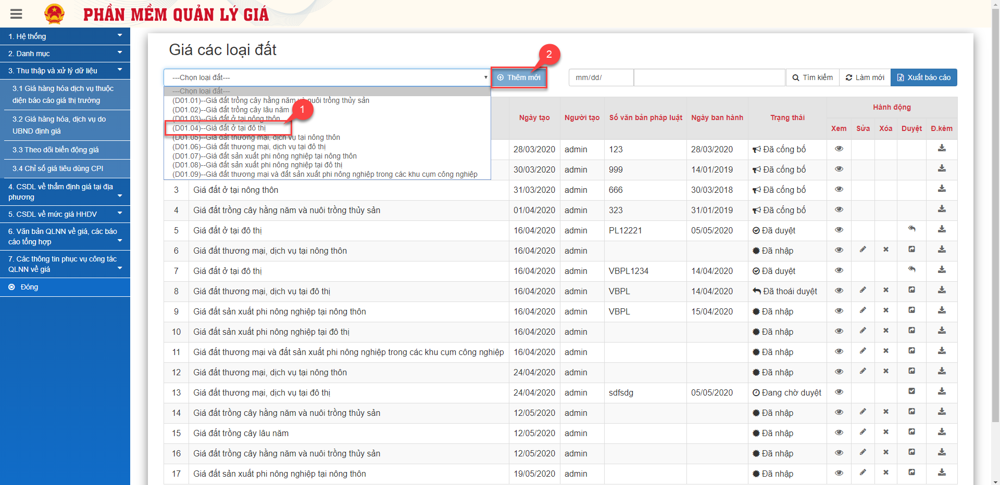 PHẦN MỀM QUẢN LÝ GIÁ
1. Hệ thống
2. Danh mục
3. Thu thập và xử lý dữ liệu
3.1 Giá hàng hóa dịch vụ thuộc
diện báo cáo giá thị trường
3.2 Giá hàng hóa, dịch vụ do
UBND định giá
3.3 Theo dõi biến động giá
3.4 Chỉ số giá tiêu dùng CPI
4. CSDL về thẩm định giá tại địa
phương
5. CSDL về mức giá HHDV
6. Văn bản QLNN về giá, các báo
cáo tổng hợp
7. Các thông tin phục vụ công tác
QLNN về giá
Đóng
Giá các loại đất
2
---Chọn loại đất---
Thêm mới
mm/dd/
Tìm kiếm
Làm mới
Xuất báo cáo
---Chọn loại đất---
(D01.01)--Giá đất trồng cây hằng năm và nuôi trồng thủy sản
(D01.02)--Giá đất trồng cây lâu năm
1
(D01.03)--Giá đất ở tại nông thôn
(D01.04)--Giá đất ở tại đô thị
(D01.05)--Giá đất thương mại, dịch vụ tại nông thôn
(D01.06)--Giá đất thương mại, dịch vụ tại đô thị
(D01.07)--Giá đất sản xuất phi nông nghiệp tại nông thôn
(D01.08)--Giá đất sản xuất phi nông nghiệp tại đô thị
(D01.09)--Giá đất thương mại và đất sản xuất phi nông nghiệp trong các khu cụm công nghiệp
Ngày tạo Người tạo Số văn bản pháp luật Ngày ban hành Trạng thái Hành động
Xem Sửa Xóa Duyệt Đ.kèm
28/03/2020 admin 123 28/03/2020 Đã cống bố
30/03/2020 admin 999 14/01/2019 Đã cống bố
3 Giá đất ở tại nông thôn 31/03/2020 admin 666 30/03/2018 Đã cống bố
4 Giá đất trồng cây hằng năm và nuôi trồng thủy sản 01/04/2020 admin 323 31/01/2019 Đã cống bố
5 Giá đất ở tại đô thị 16/04/2020 admin PL12221 05/05/2020 Đã duyệt
6 Giá đất thương mại, dịch vụ tại nông thôn 16/04/2020 admin Đã nhập
7 Giá đất ở tại đô thị 16/04/2020 admin VBPL1234 14/04/2020 Đã duyệt
8 Giá đất thương mại, dịch vụ tại đô thị 16/04/2020 admin VBPL 14/04/2020 Đã thoái duyệt
9 Giá đất sản xuất phi nông nghiệp tại nông thôn 16/04/2020 admin VBPL 15/04/2020 Đã nhập
10 Giá đất sản xuất phi nông nghiệp tại đô thị 16/04/2020 admin Đã nhập
11 Giá đất thương mại và đất sản xuất phi nông nghiệp trong các khu cụm công nghiệp 16/04/2020 admin Đã nhập
12 Giá đất thương mại, dịch vụ tại nông thôn 24/04/2020 admin Đã nhập
13 Giá đất thương mại, dịch vụ tại đô thị 24/04/2020 admin sdfsdg 05/05/2020 Đang chờ duyệt
14 Giá đất trồng cây hằng năm và nuôi trồng thủy sản 12/05/2020 admin Đã nhập
15 Giá đất trồng cây lâu năm 12/05/2020 admin Đã nhập
16 Giá đất trồng cây hằng năm và nuôi trồng thủy sản 12/05/2020 admin Đã nhập
17 Giá đất sản xuất phi nông nghiệp tại nông thôn 19/05/2020 admin Đã nhập